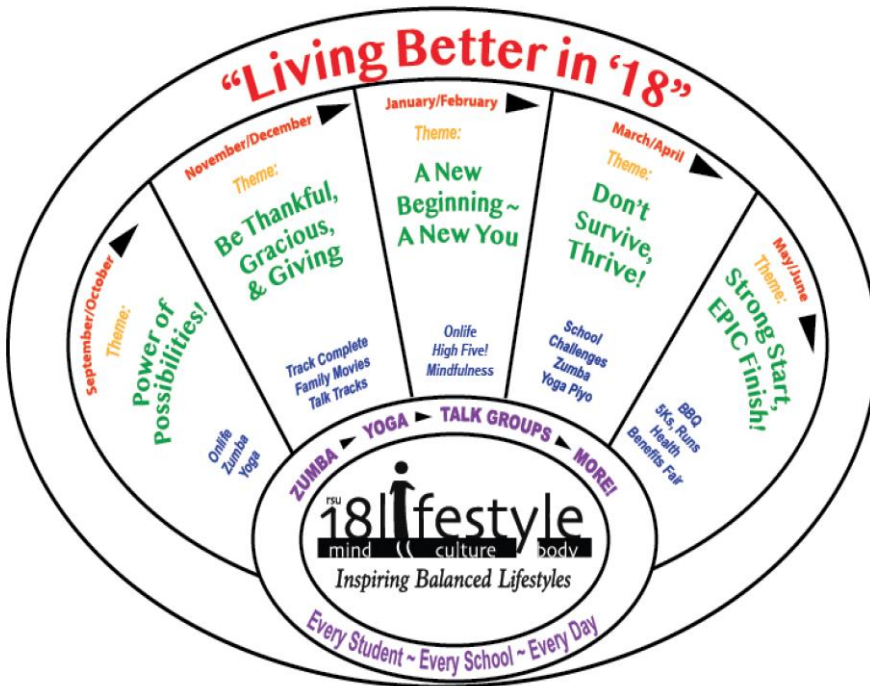 “Living Better in ‘18”
September/October
Theme:
Power of
Possibilities!
Onlife
Zumba
Yoga
November/December
Theme:
Be Thankful,
Gracious,
& Giving
Track Complete
Family Movies
Talk Tracks
January/February
Theme:
A New
Beginning ~
A New You
Onlife
High Five!
Mindfulness
March/April
Theme:
Don't
Survive,
Thrive!
School
Challenges
Zumba
Yoga Piyo
May/June
Theme:
Strong Start,
EPIC Finish!
BBQ
5Ks, Runs
Health
Benefits Fair
ZUMBA YOGA TALK GROUPS MORE!
rsu
18 lifestyle
mind culture body
Inspiring Balanced Lifestyles
Every Student ~ Every School ~ Every Day